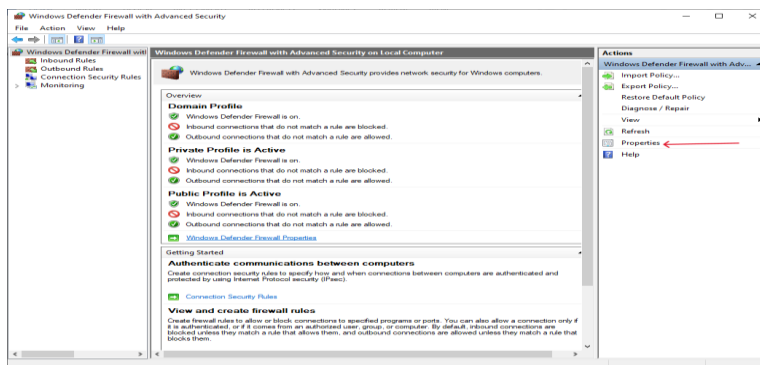 Windows Defender Firewall with Advanced Security
File Action View Help
Windows Defender Firewall witl
Inbound Rules
Outbound Rules
Connection Security Rules
Monitoring
Windows Defender Firewall with Advanced Security on Local Computer
Windows Defender Firewall with Advanced Security provides network security for Windows computers.
Overview
Domain Profile
Windows Defender Firewall is on.
Inbound connections that do not match a rule are blocked.
Outbound connections that do not match a rule are allowed.
Private Profile is Active
Windows Defender Firewall is on.
Inbound connections that do not match a rule are blocked.
Outbound connections that do not match a rule are allowed.
Public Profile is Active
Windows Defender Firewall is on.
Inbound connections that do not match a rule are blocked.
Outbound connections that do not match a rule are allowed.
Windows Defender Firewall Properties
Getting Started
Authenticate communications between computers
Create connection security rules to specify how and when connections between computers are authenticated and
protected by using Internet Protocol security (IPsec).
Connection Security Rules
View and create firewall rules
Create firewall rules to allow or block connections to specified programs or ports. You can also allow a connection only if
it is authenticated, or if it comes from an authorized user, group, or computer. By default, inbound connections are
blocked unless they match a rule that allows them, and outbound connections are allowed unless they match a rule that
blocks them.
Actions
Windows Defender Firewall with Adv...
Import Policy...
Export Policy...
Restore Default Policy
Diagnose / Repair
View
Refresh
Properties
Help